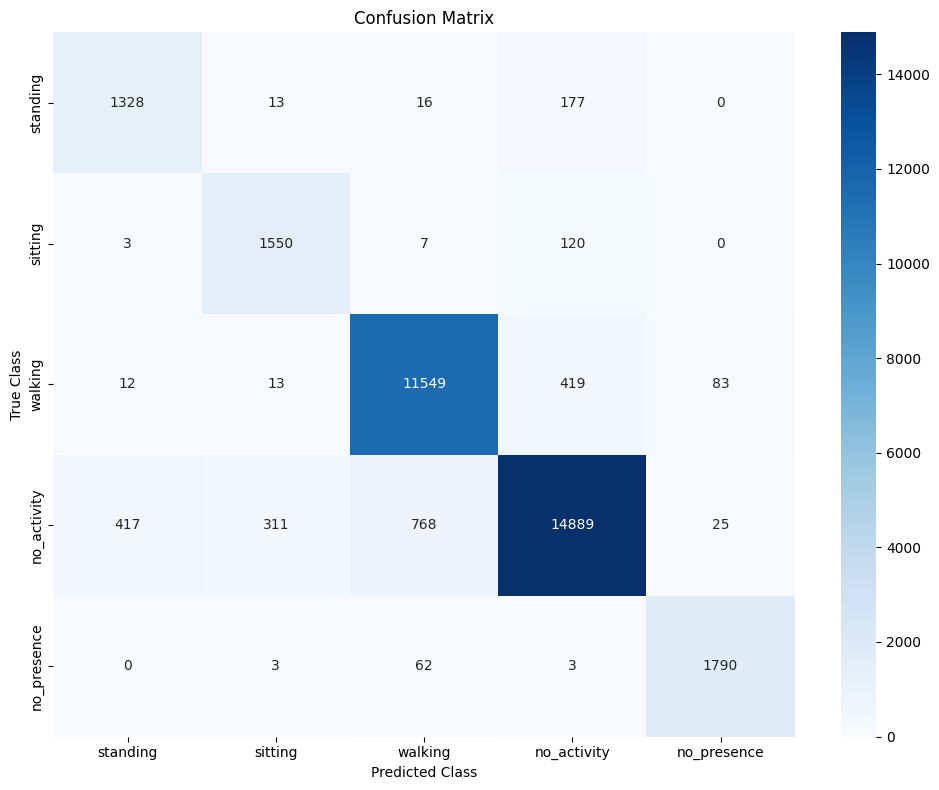 Confusion Matrix
standing
1328 13 16 177 0
sitting
3 1550 7 120 0
walking
12 13 11549 419 83
no_activity
417 311 768 14889 25
no_presence
0 3 62 3 1790
True Class
standing sitting walking no_activity no_presence
Predicted Class
14000
12000
10000
8000
6000
4000
2000
0